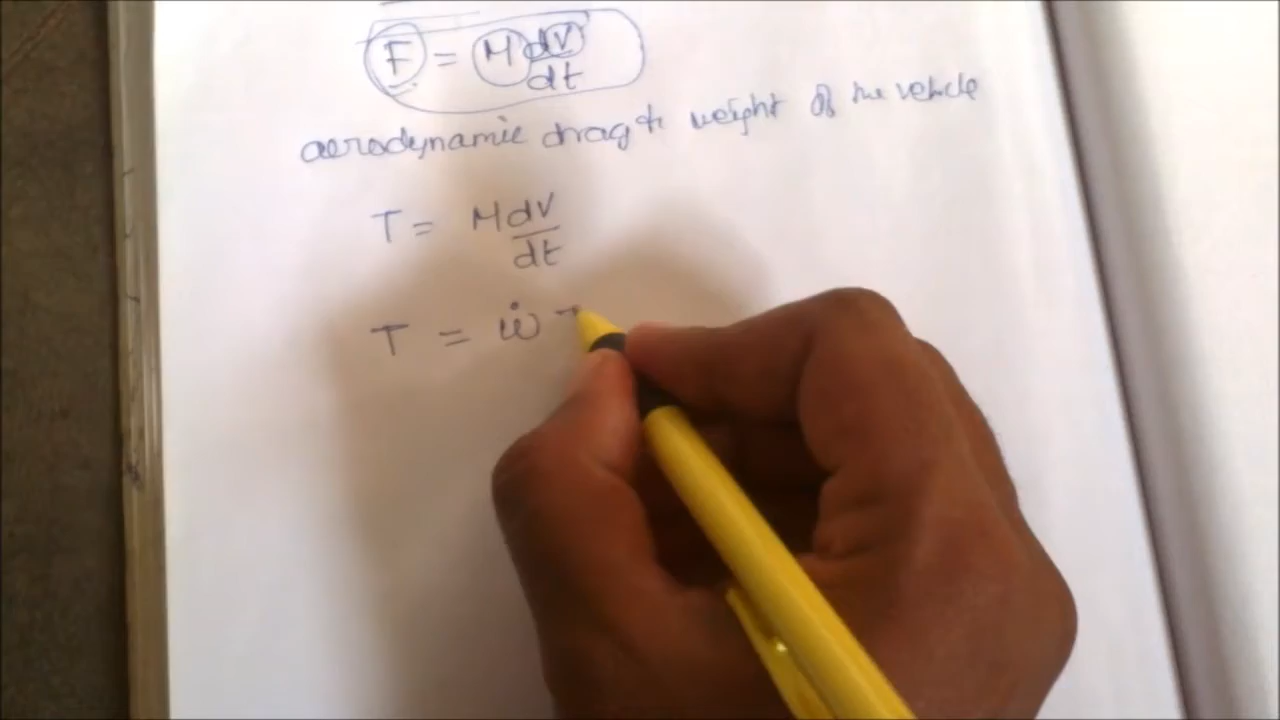 F = M dV/dt
aerodynamic drag & weight of the vehicle
T = M dV/dt
T = ẇ